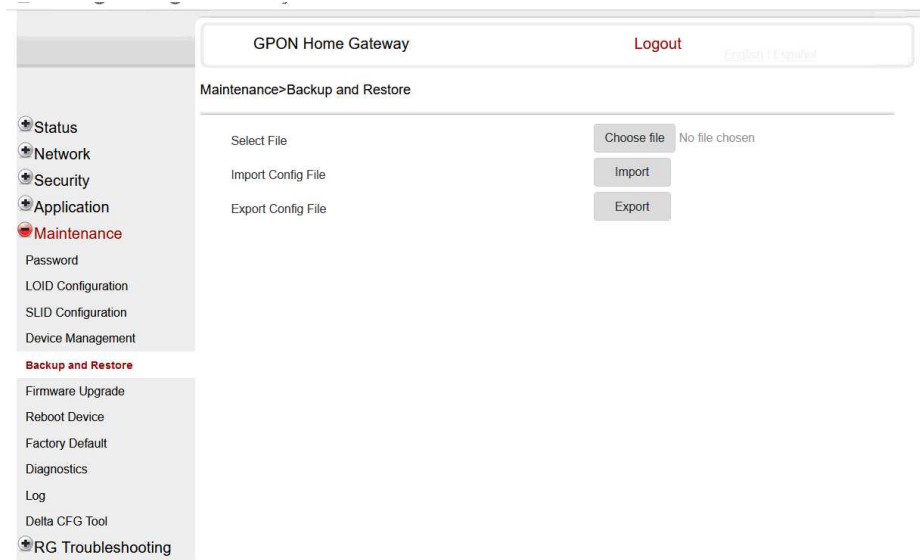 GPON Home Gateway
Logout
English | Español
Maintenance>Backup and Restore
Status
Network
Security
Application
Maintenance
Password
LOID Configuration
SLID Configuration
Device Management
Backup and Restore
Firmware Upgrade
Reboot Device
Factory Default
Diagnostics
Log
Delta CFG Tool
RG Troubleshooting
Select File
Choose file No file chosen
Import Config File
Import
Export Config File
Export